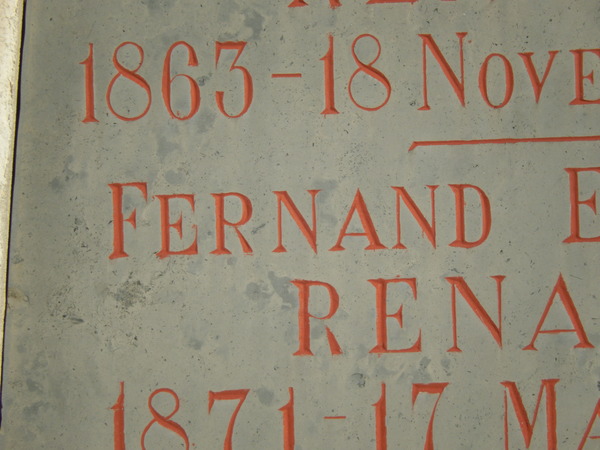 1863-18 NOVE
FERNAND E
RENA
1871-17 MA